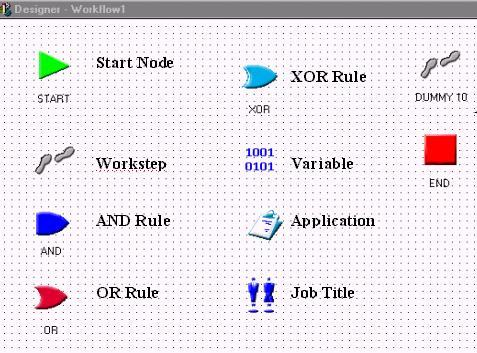 Designer - Workflow1
Start Node
START
XOR Rule
XOR
DUMMY 10
Workstep
1001
0101
Variable
END
AND Rule
AND
Application
OR Rule
OR
Job Title